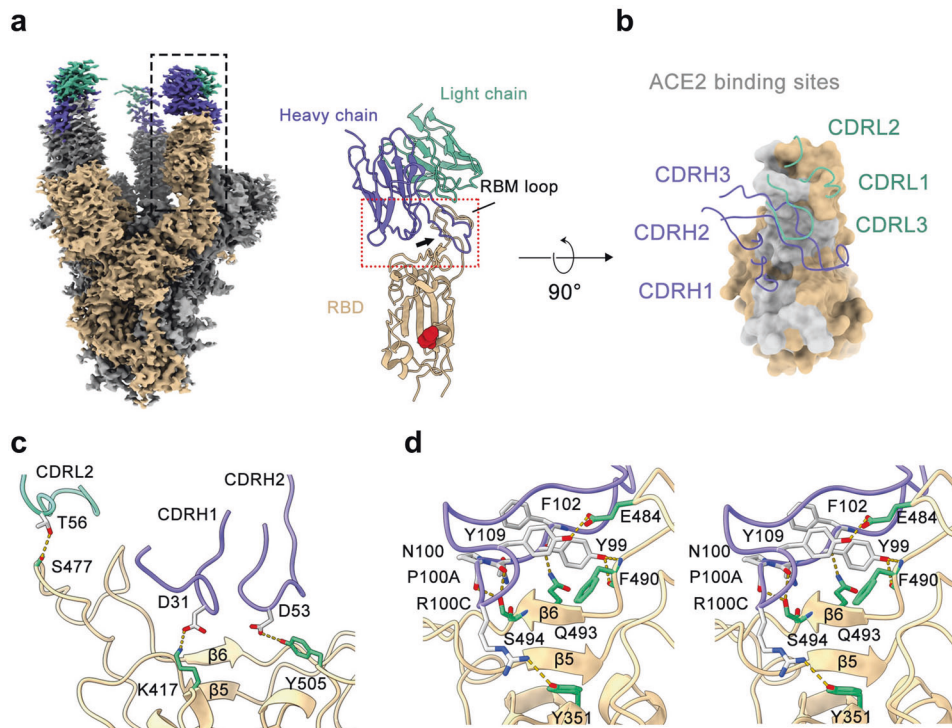 a
Heavy chain
Light chain
RBM loop
RBD
90°
b
ACE2 binding sites
CDRL2
CDRH3
CDRL1
CDRH2
CDRL3
CDRH1
c
CDRL2
CDRH2
CDRH1
T56
S477
D31
D53
β6
K417
β5
Y505
d
F102
E484
Y109
Y99
N100
P100A
F490
R100C
β6
S494
Q493
β5
Y351
F102
E484
Y109
Y99
N100
P100A
F490
R100C
β6
S494
Q493
β5
Y351